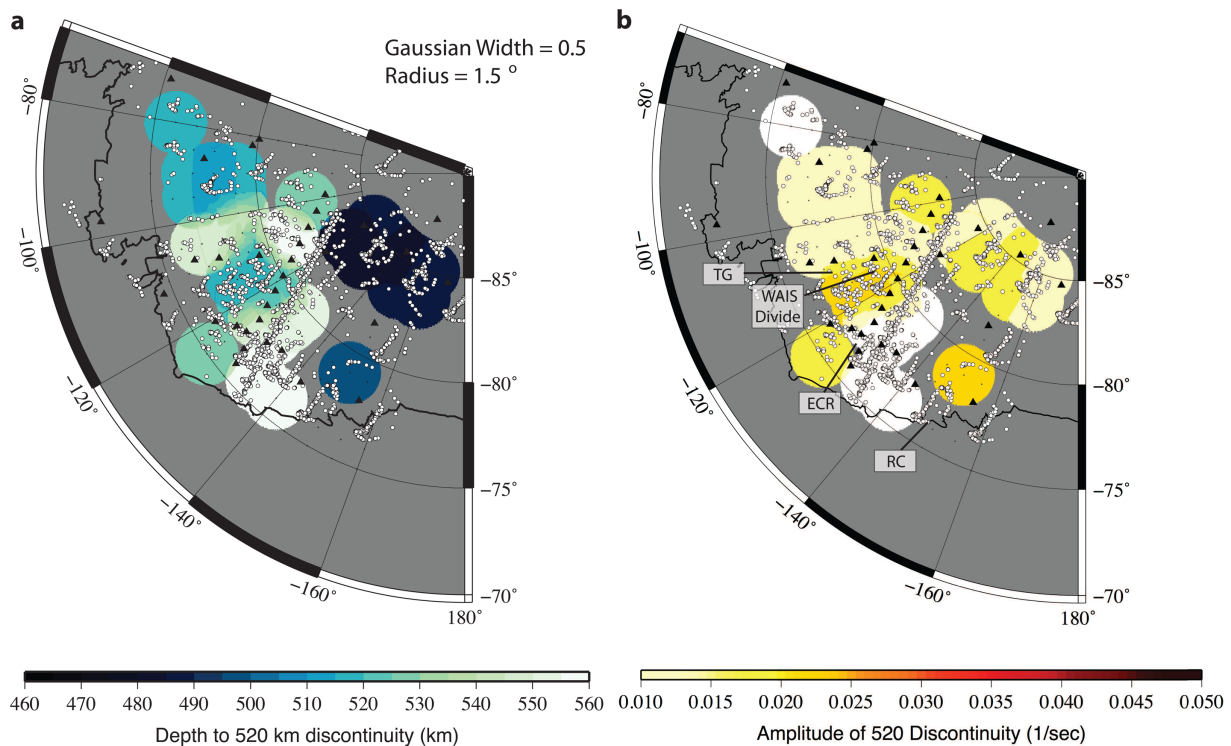 a
Gaussian Width = 0.5
Radius = 1.5 °
−80°
−100°
−120°
−140°
−160°
180°
−85°
−80°
−75°
−70°
460 470 480 490 500 510 520 530 540 550 560
Depth to 520 km discontinuity (km)
b
−80°
−100°
−120°
−140°
−160°
180°
−85°
−80°
−75°
−70°
TG
WAIS
Divide
ECR
RC
0.010 0.015 0.020 0.025 0.030 0.035 0.040 0.045 0.050
Amplitude of 520 Discontinuity (1/sec)